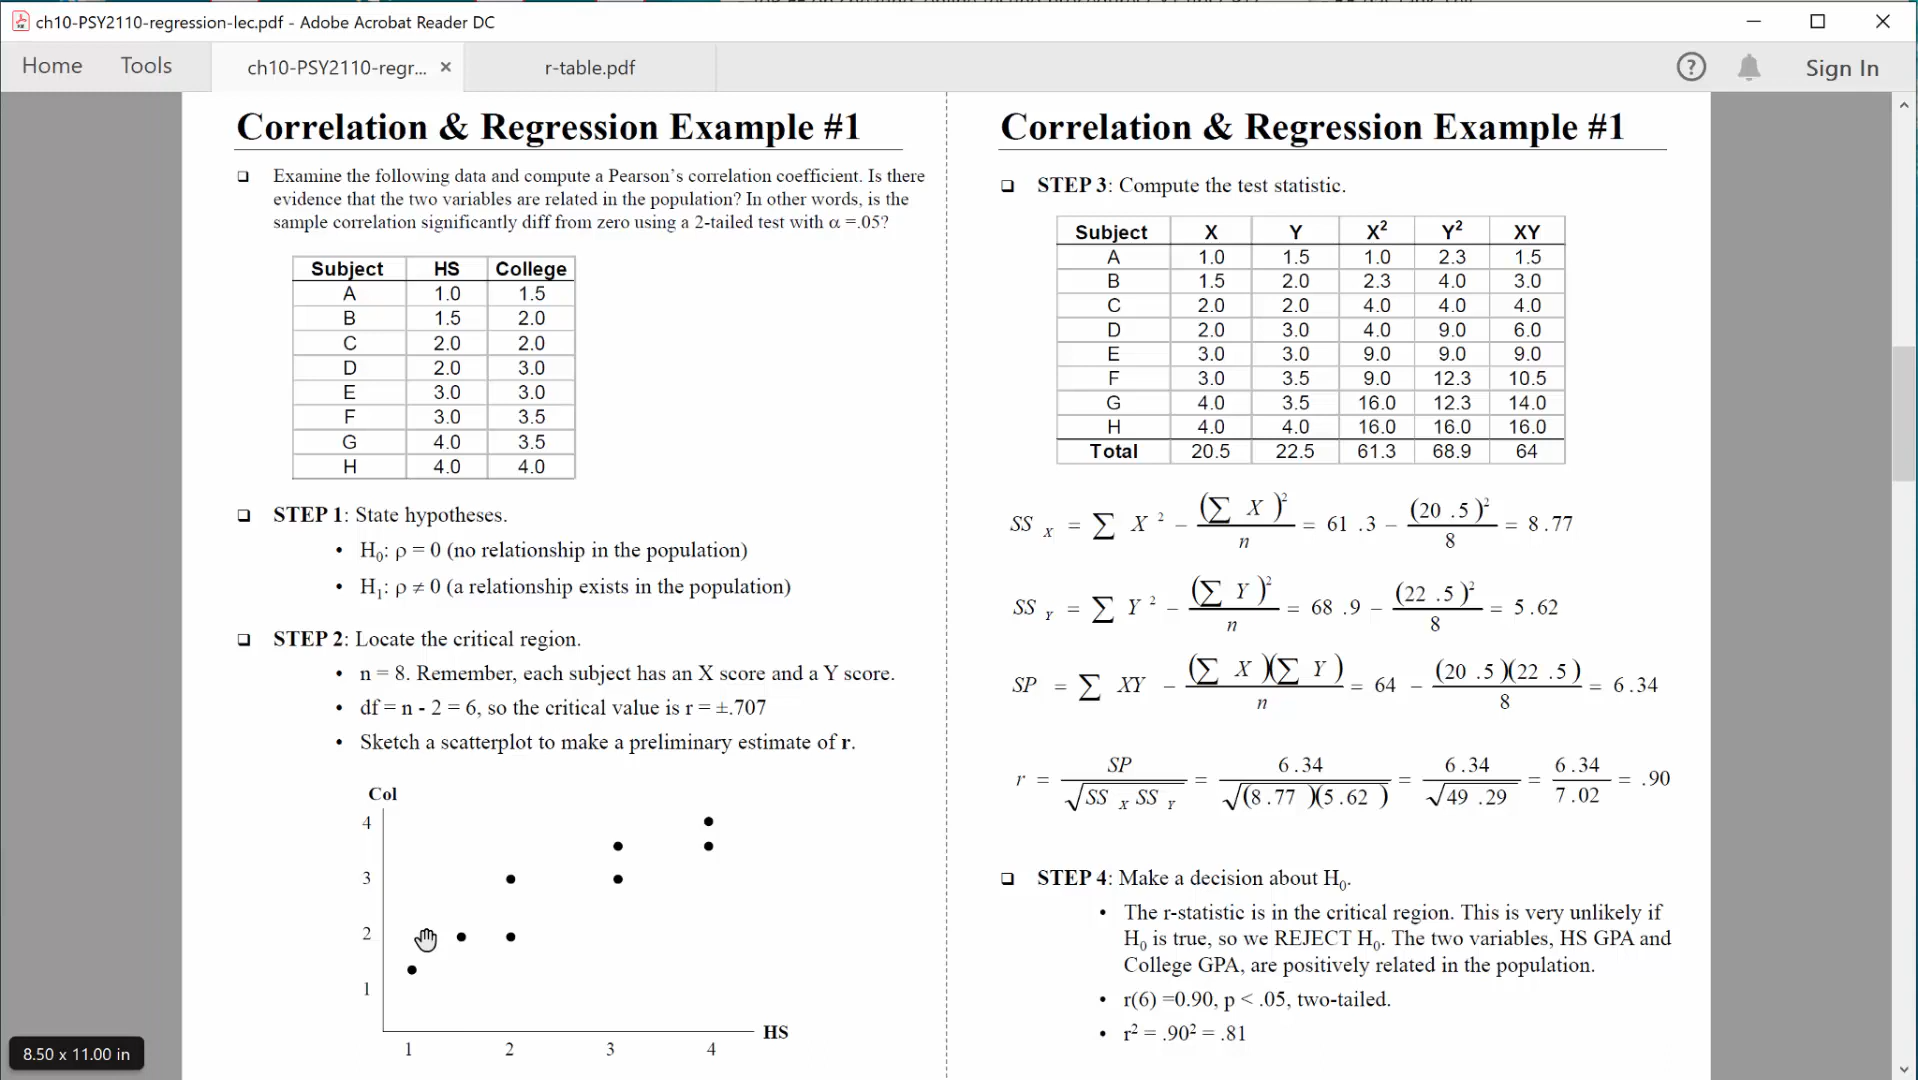 ch10-PSY2110-regression-lec.pdf - Adobe Acrobat Reader DC
Home Tools ch10-PSY2110-regr... × r-table.pdf ? Sign In
Correlation & Regression Example #1
Examine the following data and compute a Pearson's correlation coefficient. Is there
evidence that the two variables are related in the population? In other words, is the
sample correlation significantly diff from zero using a 2-tailed test with α =.05?
Subject HS College
A 1.0 1.5
B 1.5 2.0
C 2.0 2.0
D 2.0 3.0
E 3.0 3.0
F 3.0 3.5
G 4.0 3.5
H 4.0 4.0
STEP 1: State hypotheses.
• H₀: ρ = 0 (no relationship in the population)
• H₁: ρ ≠ 0 (a relationship exists in the population)
STEP 2: Locate the critical region.
• n = 8. Remember, each subject has an X score and a Y score.
• df = n - 2 = 6, so the critical value is r = ±.707
• Sketch a scatterplot to make a preliminary estimate of r.
Col
4
3
2
1
HS
1 2 3 4
8.50 x 11.00 in
Correlation & Regression Example #1
STEP 3: Compute the test statistic.
Subject X Y X² Y² XY
A 1.0 1.5 1.0 2.3 1.5
B 1.5 2.0 2.3 4.0 3.0
C 2.0 2.0 4.0 4.0 4.0
D 2.0 3.0 4.0 9.0 6.0
E 3.0 3.0 9.0 9.0 9.0
F 3.0 3.5 9.0 12.3 10.5
G 4.0 3.5 16.0 12.3 14.0
H 4.0 4.0 16.0 16.0 16.0
Total 20.5 22.5 61.3 68.9 64
SS X = ∑ X ² − (∑ X )² / n = 61 .3 − (20 .5 )² / 8 = 8 .77
SS Y = ∑ Y ² − (∑ Y )² / n = 68 .9 − (22 .5 )² / 8 = 5 .62
SP = ∑ XY − (∑ X )(∑ Y ) / n = 64 − (20 .5 )(22 .5 ) / 8 = 6 .34
r = SP / √SS X SS Y = 6 .34 / √(8 .77 )(5 .62 ) = 6 .34 / √49 .29 = 6 .34 / 7 .02 = .90
STEP 4: Make a decision about H₀.
• The r-statistic is in the critical region. This is very unlikely if
H₀ is true, so we REJECT H₀. The two variables, HS GPA and
College GPA, are positively related in the population.
• r(6) =0.90, p < .05, two-tailed.
• r² = .90² = .81